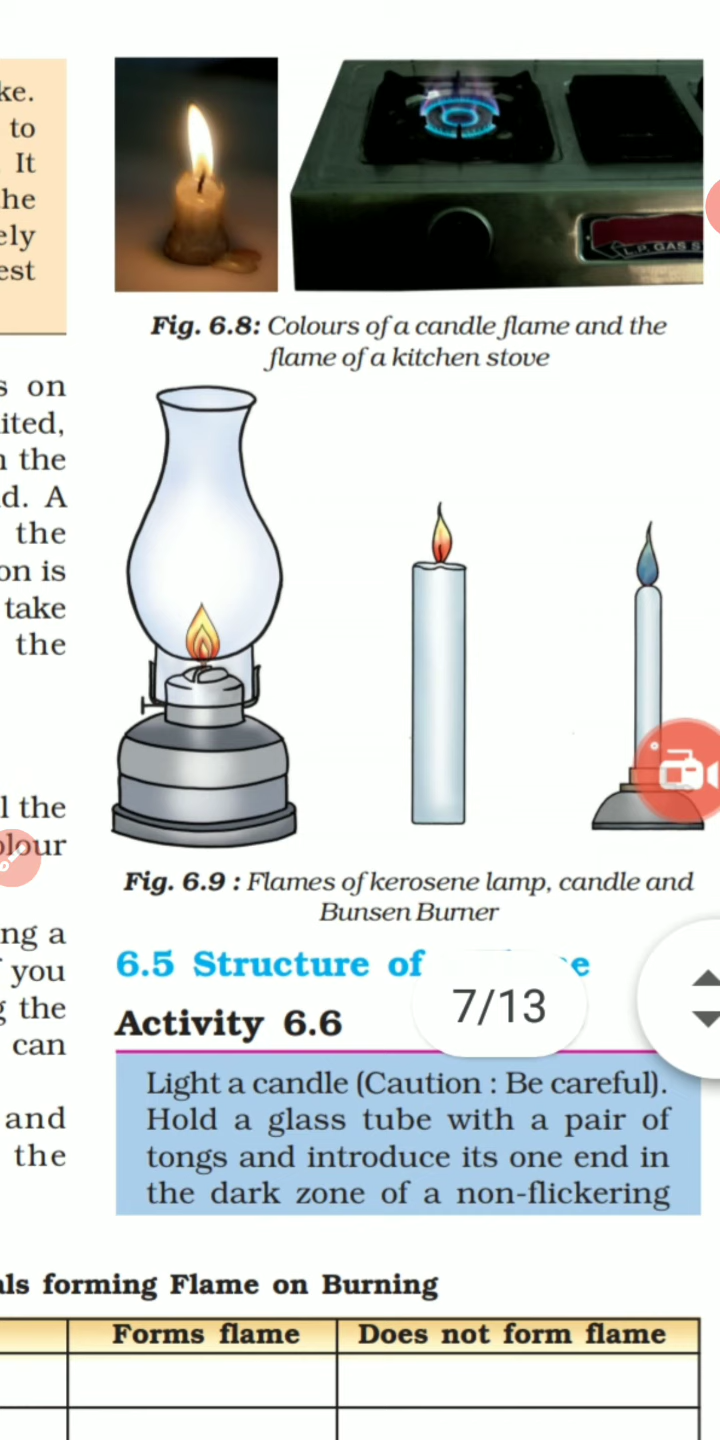 ke.
to
It
he
ely
est
L.P. GAS S
Fig. 6.8: Colours of a candle flame and the
flame of a kitchen stove
s on
ited,
n the
d. A
the
on is
take
the
l the
olour
ng a
you
g the
can
and
the
Fig. 6.9 : Flames of kerosene lamp, candle and
Bunsen Burner
6.5 Structure of
e
7/13
Activity 6.6
Light a candle (Caution : Be careful).
Hold a glass tube with a pair of
tongs and introduce its one end in
the dark zone of a non-flickering
als forming Flame on Burning
Forms flame
Does not form flame